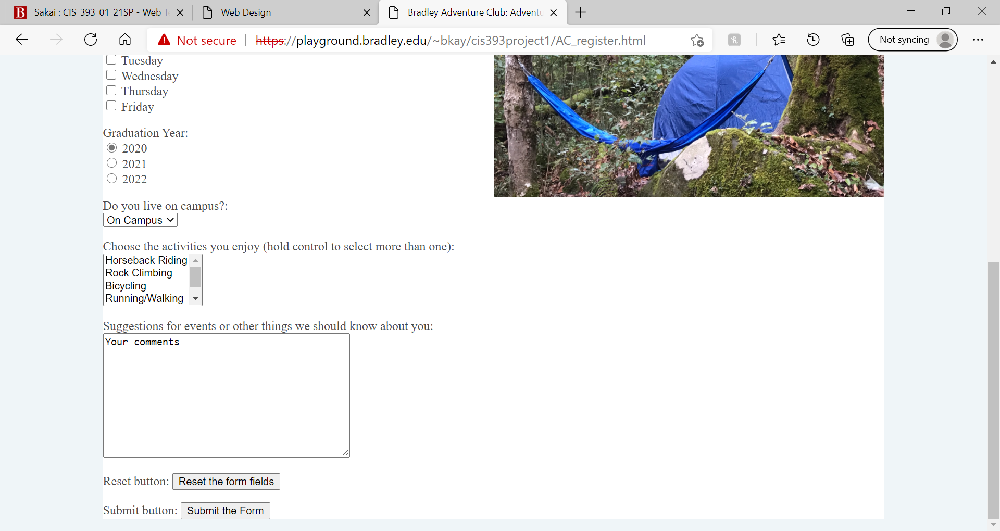 Sakai : CIS_393_01_21SP - Web T
Web Design
Bradley Adventure Club: Advent
Not secure
https://playground.bradley.edu/~bkay/cis393project1/AC_register.html
Not syncing
Tuesday
Wednesday
Thursday
Friday
Graduation Year:
2020
2021
2022
Do you live on campus?:
On Campus
Choose the activities you enjoy (hold control to select more than one):
Horseback Riding
Rock Climbing
Bicycling
Running/Walking
Suggestions for events or other things we should know about you:
Your comments
Reset button: Reset the form fields
Submit button: Submit the Form